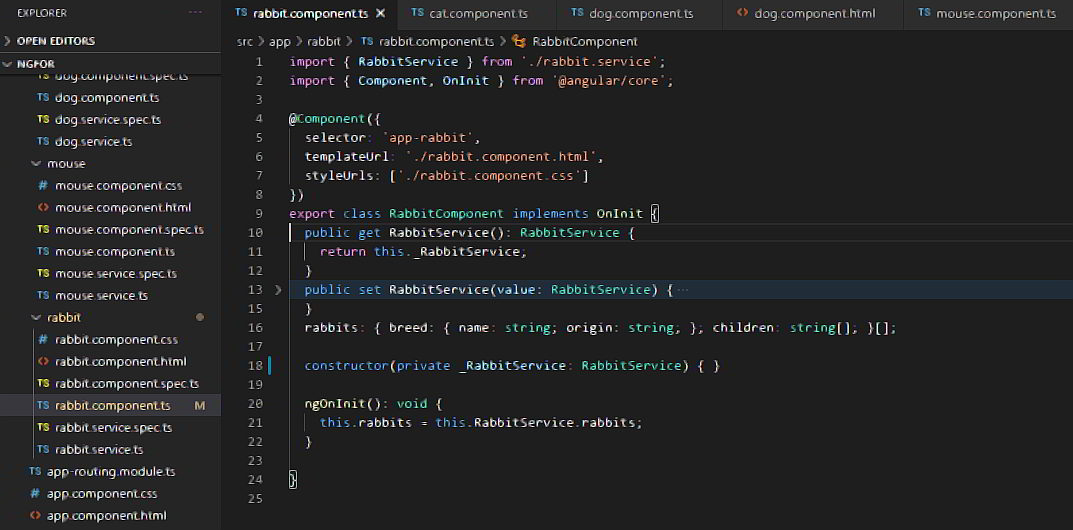 EXPLORER ...
OPEN EDITORS
NGFOR
dog.component.spec.ts
TS dog.component.ts
TS dog.service.spec.ts
TS dog.service.ts
mouse
# mouse.component.css
<> mouse.component.html
TS mouse.component.spec.ts
TS mouse.component.ts
TS mouse.service.spec.ts
TS mouse.service.ts
rabbit
# rabbit.component.css
<> rabbit.component.html
TS rabbit.component.spec.ts
TS rabbit.component.ts M
TS rabbit.service.spec.ts
TS rabbit.service.ts
TS app-routing.module.ts
# app.component.css
<> app.component.html
TS rabbit.component.ts × TS cat.component.ts TS dog.component.ts <> dog.component.html TS mouse.component.ts
src > app > rabbit > TS rabbit.component.ts > RabbitComponent
1 import { RabbitService } from './rabbit.service';
2 import { Component, OnInit } from '@angular/core';
3
4 @Component({
5 selector: 'app-rabbit',
6 templateUrl: './rabbit.component.html',
7 styleUrls: ['./rabbit.component.css']
8 })
9 export class RabbitComponent implements OnInit {
10 public get RabbitService(): RabbitService {
11 return this._RabbitService;
12 }
13 > public set RabbitService(value: RabbitService) { ...
15 }
16 rabbits: { breed: { name: string; origin: string, }, children: string[], }[];
17
18 constructor(private _RabbitService: RabbitService) { }
19
20 ngOnInit(): void {
21 this.rabbits = this.RabbitService.rabbits;
22 }
23
24 }
25